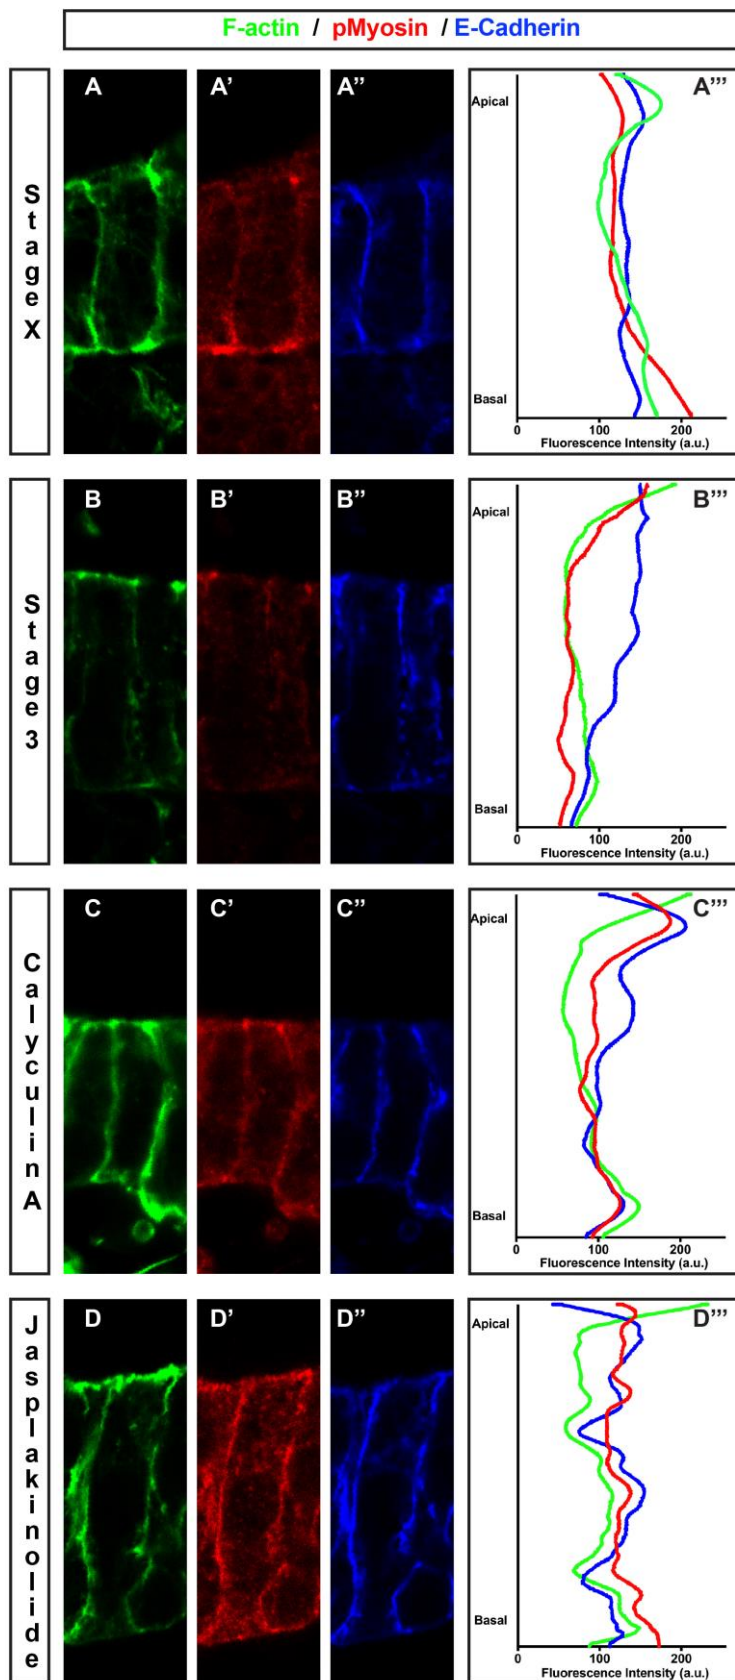 F-actin / pMyosin / E-Cadherin
Stage X
A
A’
A’’
A’’’
Apical
Basal
0 100 200
Fluorescence Intensity (a.u.)
Stage 3
B
B’
B’’
B’’’
Apical
Basal
0 100 200
Fluorescence Intensity (a.u.)
Calyculin A
C
C’
C’’
C’’’
Apical
Basal
0 100 200
Fluorescence Intensity (a.u.)
Jasplakinolide
D
D’
D’’
D’’’
Apical
Basal
0 100 200
Fluorescence Intensity (a.u.)